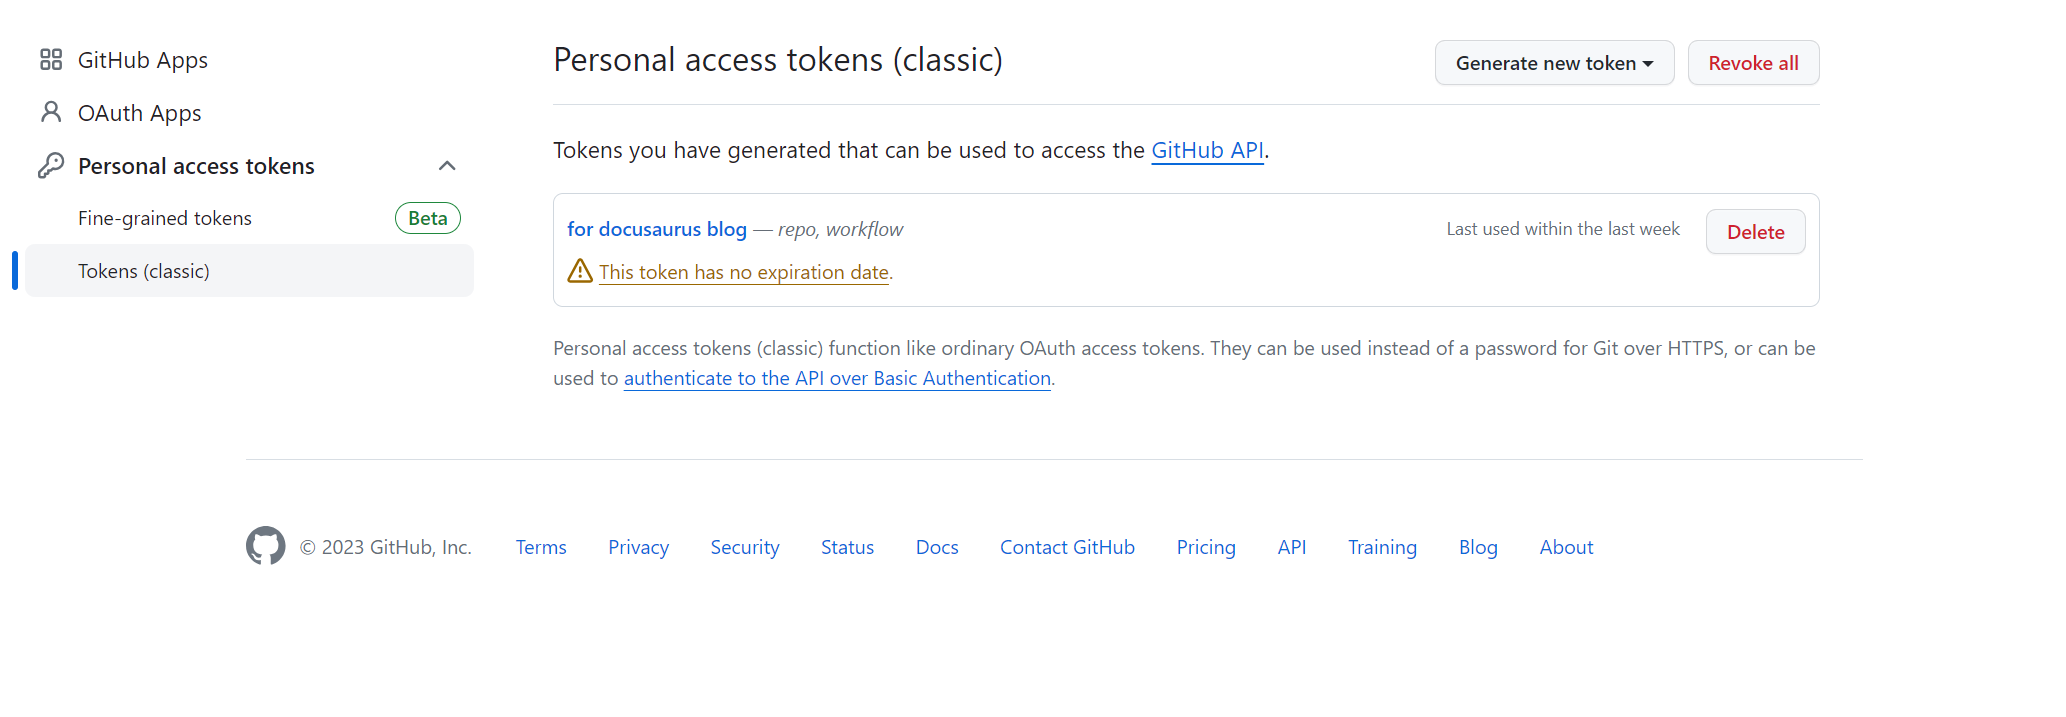 GitHub Apps
OAuth Apps
Personal access tokens
Fine-grained tokens Beta
Tokens (classic)
Personal access tokens (classic)
Generate new token
Revoke all
Tokens you have generated that can be used to access the GitHub API.
for docusaurus blog — repo, workflow
Last used within the last week
Delete
This token has no expiration date.
Personal access tokens (classic) function like ordinary OAuth access tokens. They can be used instead of a password for Git over HTTPS, or can be
used to authenticate to the API over Basic Authentication.
© 2023 GitHub, Inc. Terms Privacy Security Status Docs Contact GitHub Pricing API Training Blog About